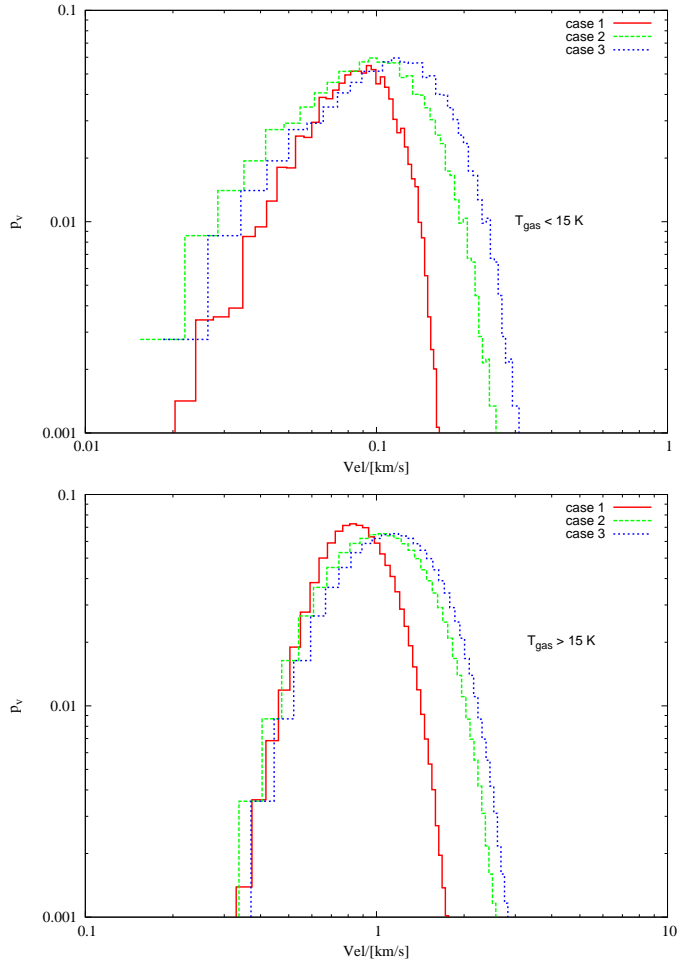 0.1
case 1
case 2
case 3
p_v
0.01
T_gas < 15 K
0.001
0.01
0.1
1
Vel/[km/s]
0.1
case 1
case 2
case 3
p_v
0.01
T_gas > 15 K
0.001
0.1
1
10
Vel/[km/s]